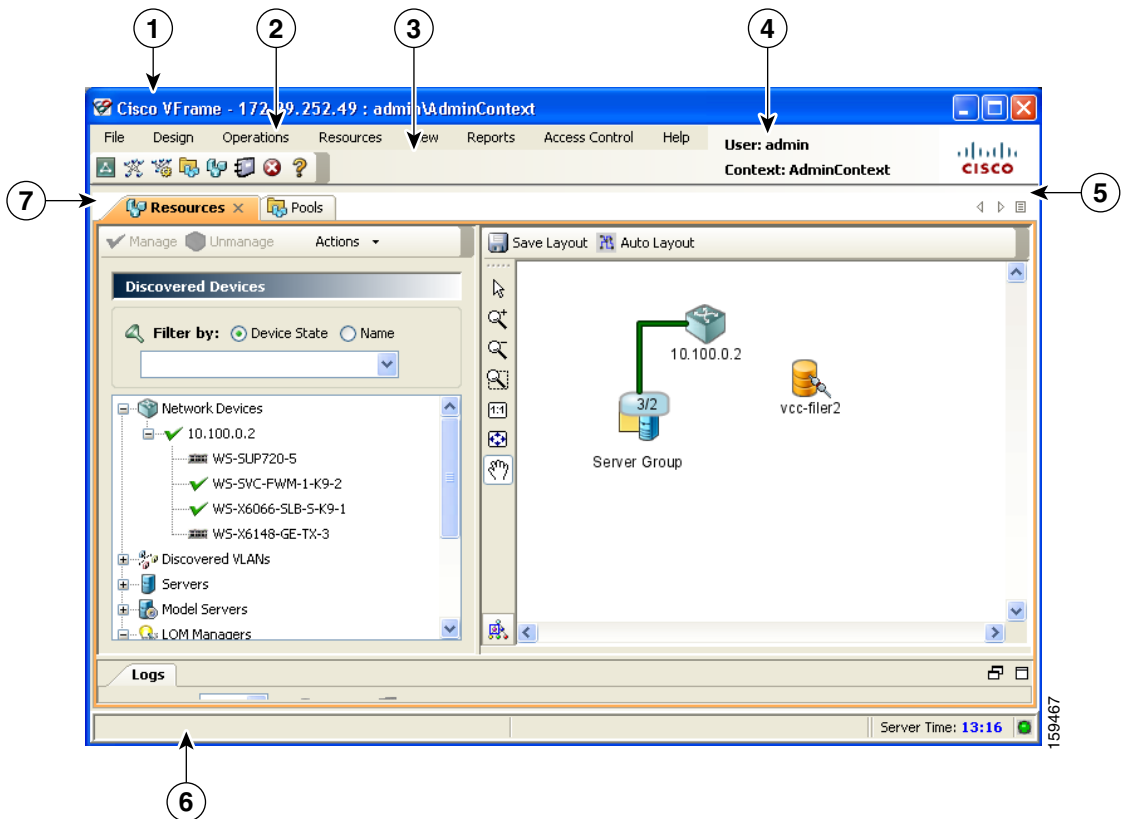 1 2 3 4
Cisco VFrame - 172.29.252.49 : admin\AdminContext
File Design Operations Resources View Reports Access Control Help
User: admin
Context: AdminContext
CISCO
7
5
Resources Pools
Manage Unmanage Actions
Save Layout Auto Layout
Discovered Devices
Filter by: Device State Name
Network Devices
10.100.0.2
WS-SUP720-5
WS-SVC-FWM-1-K9-2
WS-X6066-SLB-S-K9-1
WS-X6148-GE-TX-3
Discovered VLANs
Servers
Model Servers
LOM Managers
1:1
10.100.0.2
3/2
Server Group
vcc-filer2
Logs
Server Time: 13:16
159467
6